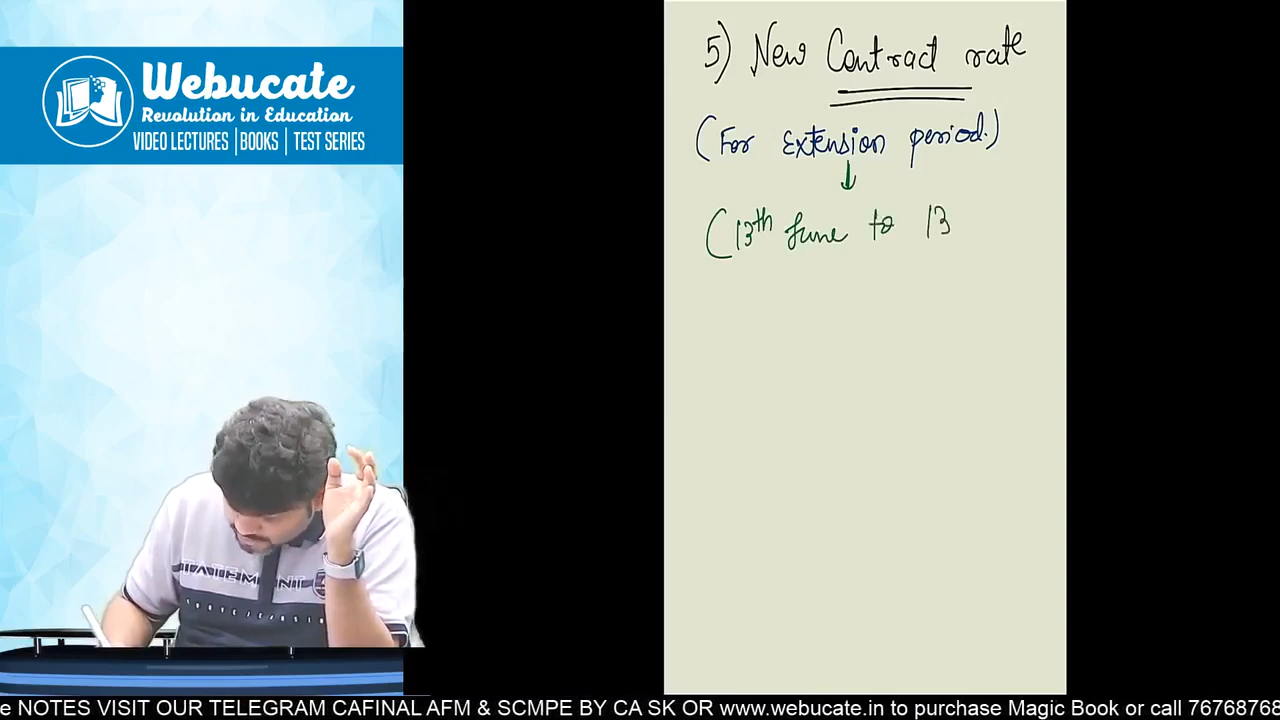 Webucate
Revolution in Education
VIDEO LECTURES | BOOKS | TEST SERIES
5) New Contract rate
(For Extension period.)
(13th June to 13
TATEMENT
e NOTES VISIT OUR TELEGRAM CAFINAL AFM & SCMPE BY CA SK OR www.webucate.in to purchase Magic Book or call 76768768